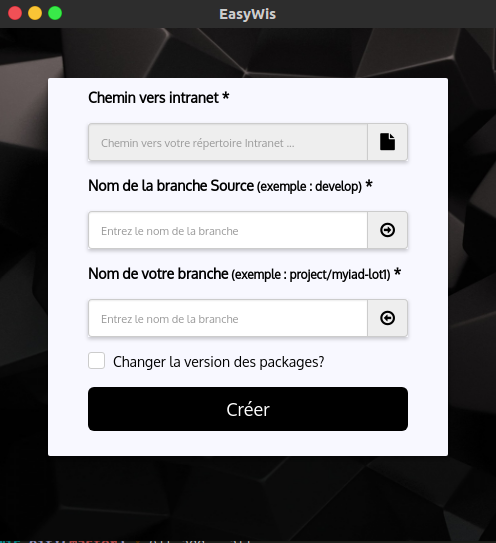 EasyWis
Chemin vers intranet *
Chemin vers votre répertoire Intranet ...
Nom de la branche Source (exemple : develop) *
Entrez le nom de la branche
Nom de votre branche (exemple : project/myiad-lot1) *
Entrez le nom de la branche
Changer la version des packages?
Créer